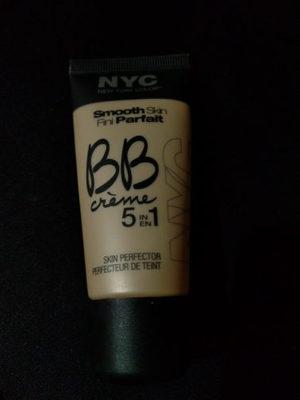 NYC
NEW YORK COLOR
Smooth Skin
Fini Parfait
BB
crème
5 IN 1
EN
SKIN PERFECTOR
PERFECTEUR DE TEINT
NYC